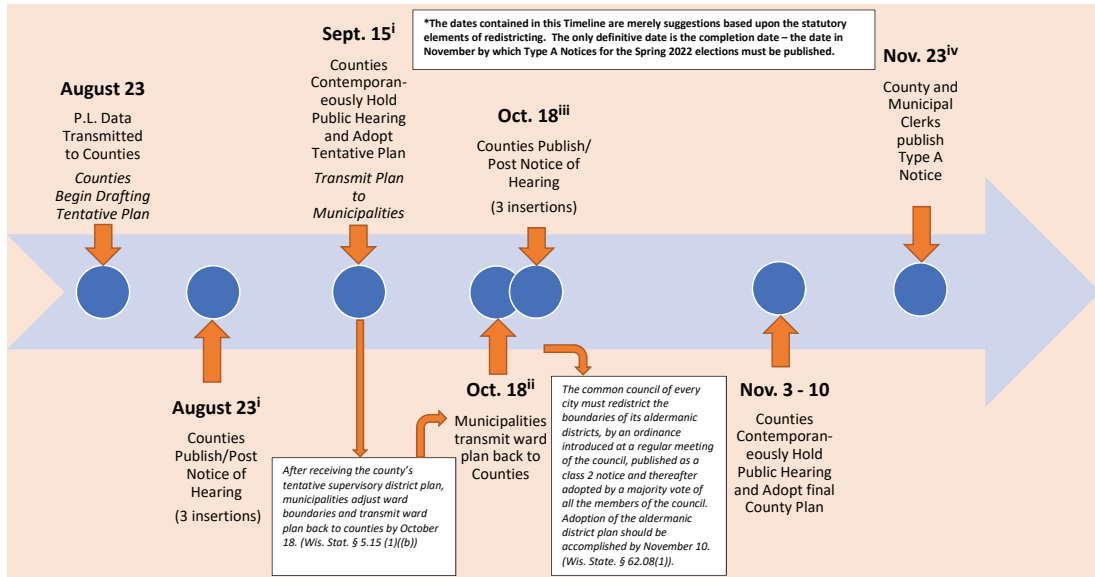 *The dates contained in this Timeline are merely suggestions based upon the statutory
elements of redistricting.  The only definitive date is the completion date – the date in
November by which Type A Notices for the Spring 2022 elections must be published.
August 23
P.L. Data
Transmitted
to Counties
Counties
Begin Drafting
Tentative Plan
Sept. 15i
Counties
Contemporan-
eously Hold
Public Hearing
and Adopt
Tentative Plan
Transmit Plan
to
Municipalities
Oct. 18iii
Counties Publish/
Post Notice of
Hearing
(3 insertions)
Nov. 23iv
County and
Municipal
Clerks
publish
Type A
Notice
August 23i
Counties
Publish/Post
Notice of
Hearing
(3 insertions)
After receiving the county's
tentative supervisory district plan,
municipalities adjust ward
boundaries and transmit ward
plan back to counties by October
18. (Wis. Stat. § 5.15 (1)((b))
Oct. 18ii
Municipalities
transmit ward
plan back to
Counties
The common council of every
city must redistrict the
boundaries of its aldermanic
districts, by an ordinance
introduced at a regular meeting
of the council, published as a
class 2 notice and thereafter
adopted by a majority vote of
all the members of the council.
Adoption of the aldermanic
district plan should be
accomplished by November 10.
(Wis. State. § 62.08(1)).
Nov. 3 - 10
Counties
Contemporan-
eously Hold
Public Hearing
and Adopt final
County Plan